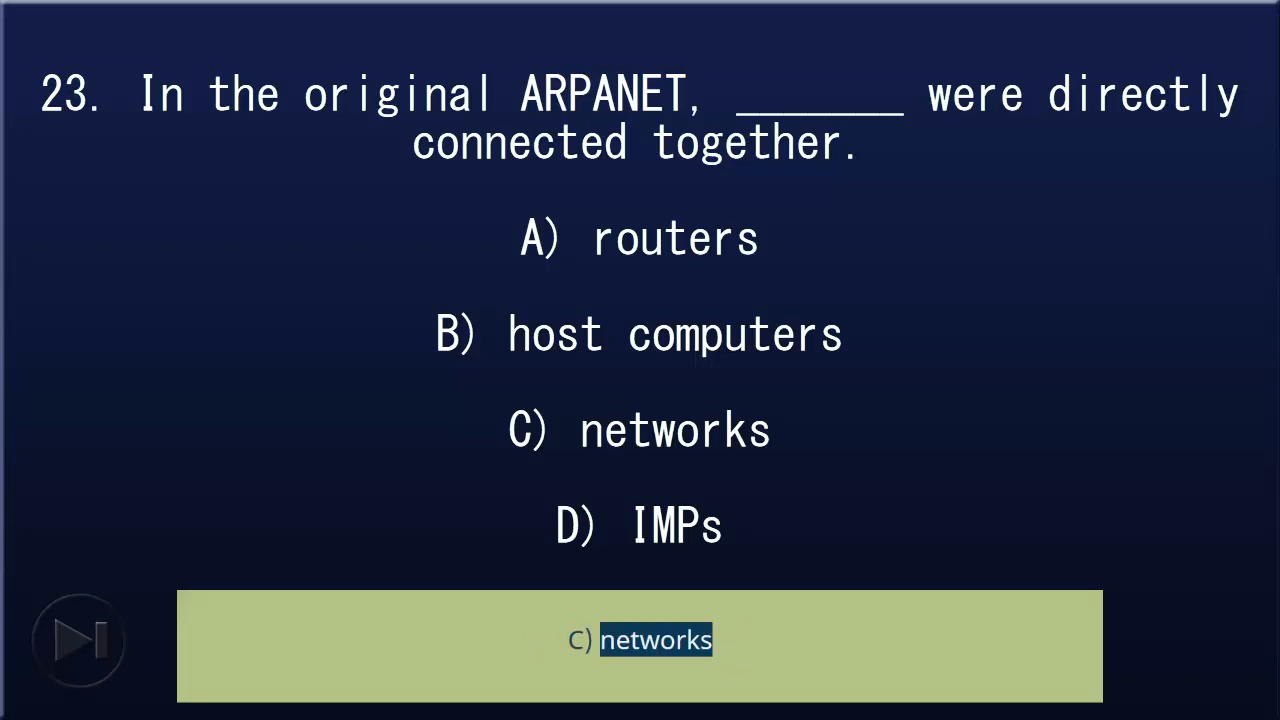 23. In the original ARPANET, _______ were directly
connected together.
A) routers
B) host computers
C) networks
D) IMPs
C) networks